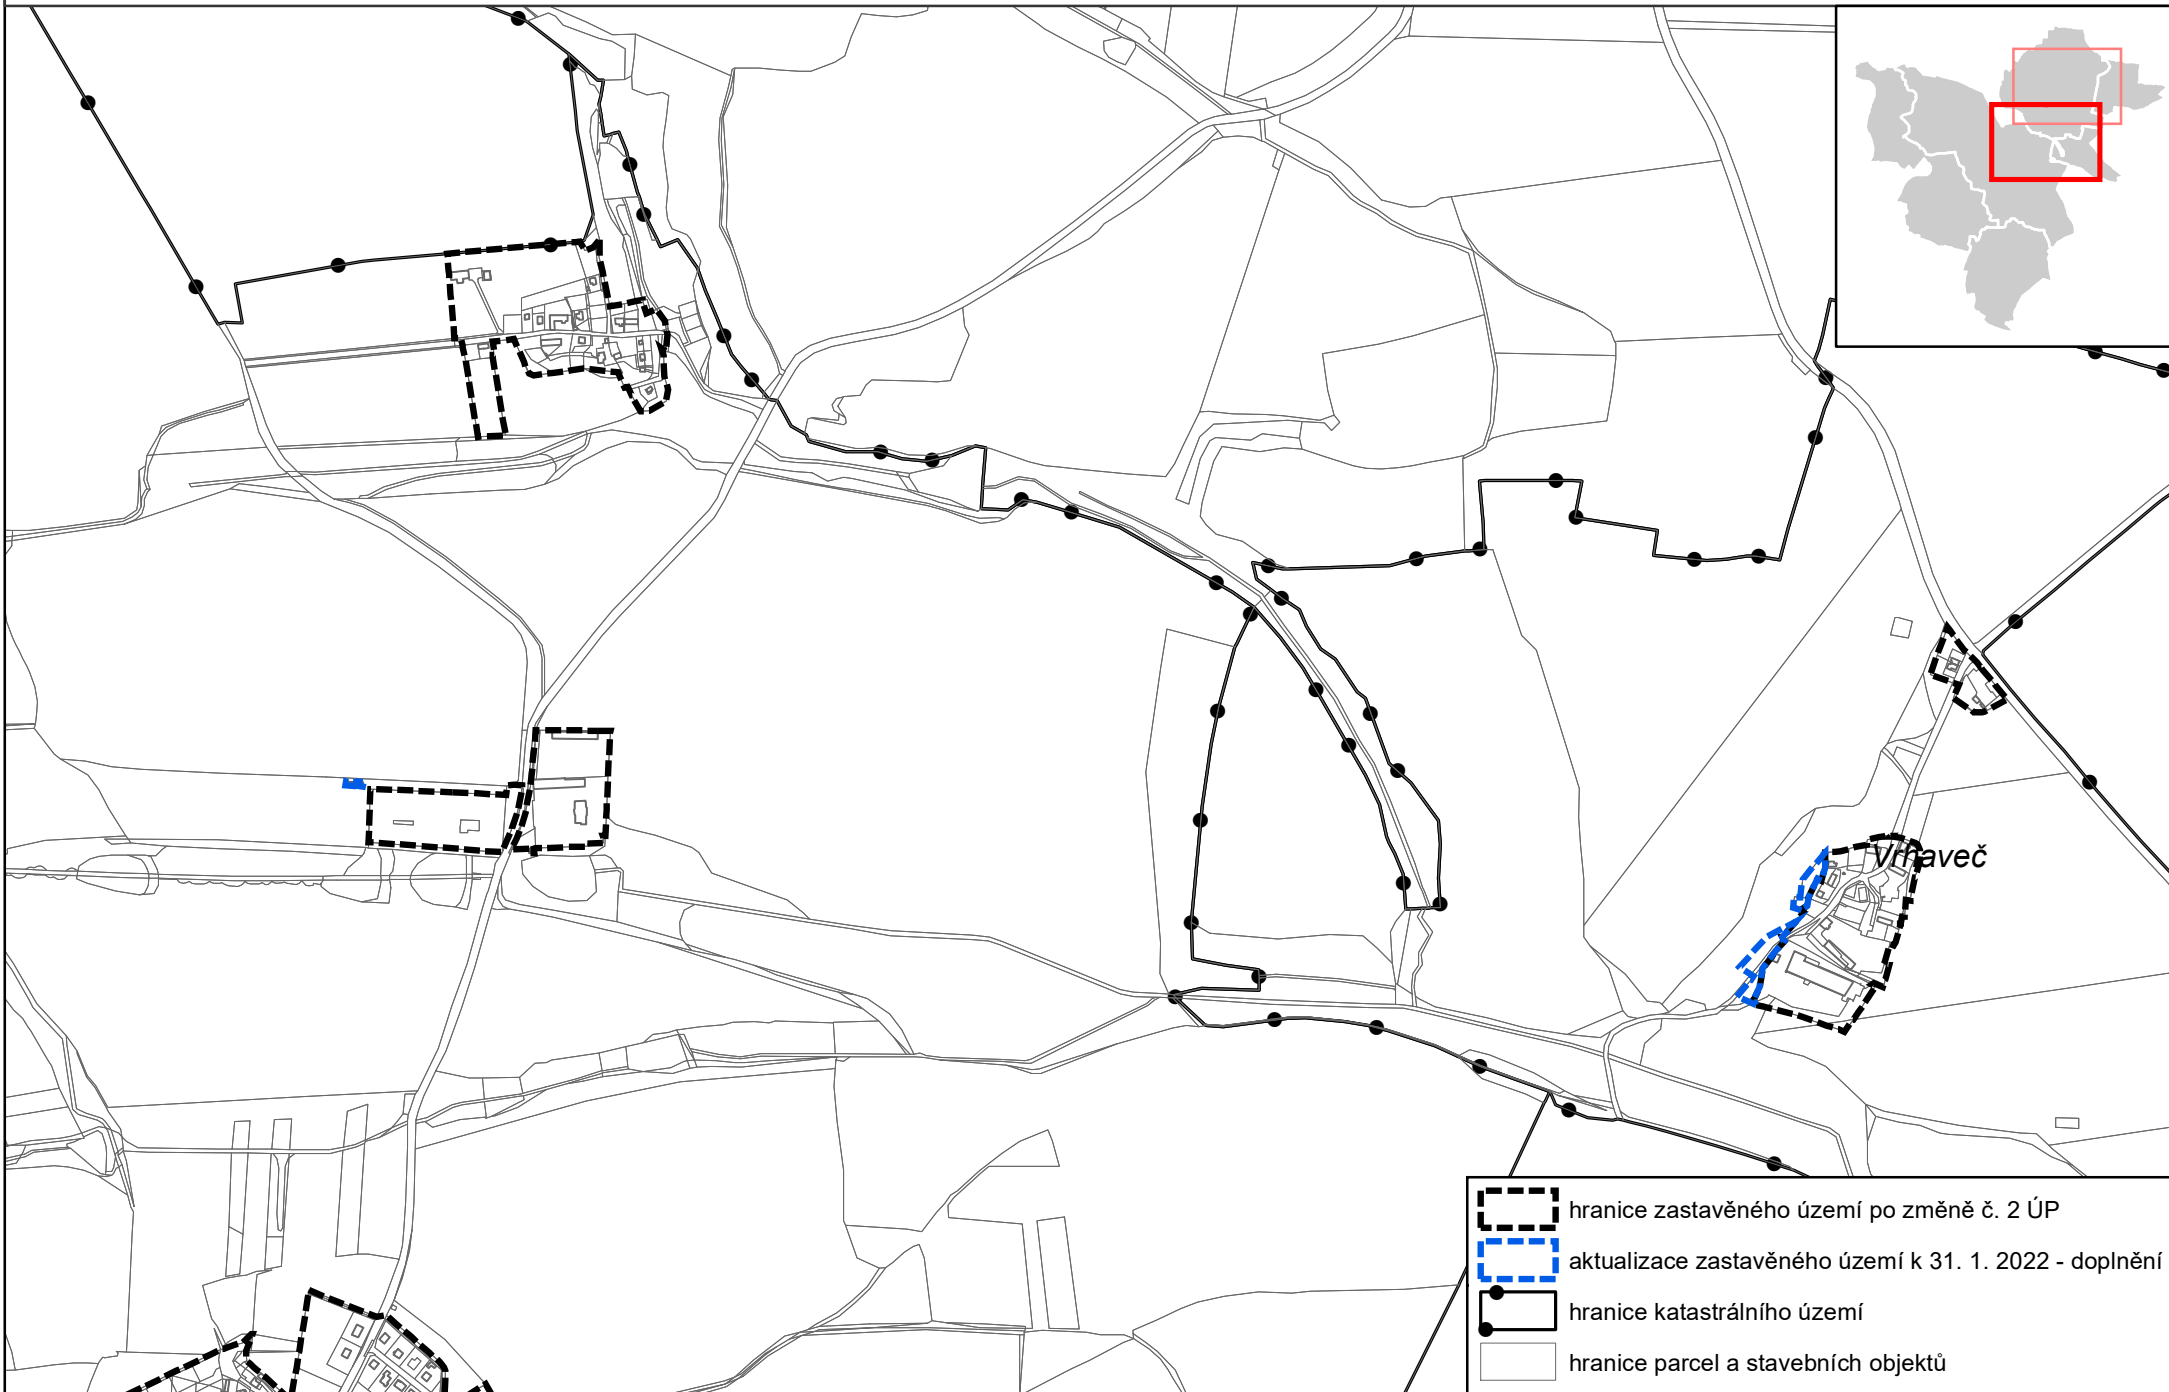 Vrhaveč
hranice zastavěného území po změně č. 2 ÚP
aktualizace zastavěného území k 31. 1. 2022 - doplnění
hranice katastrálního území
hranice parcel a stavebních objektů